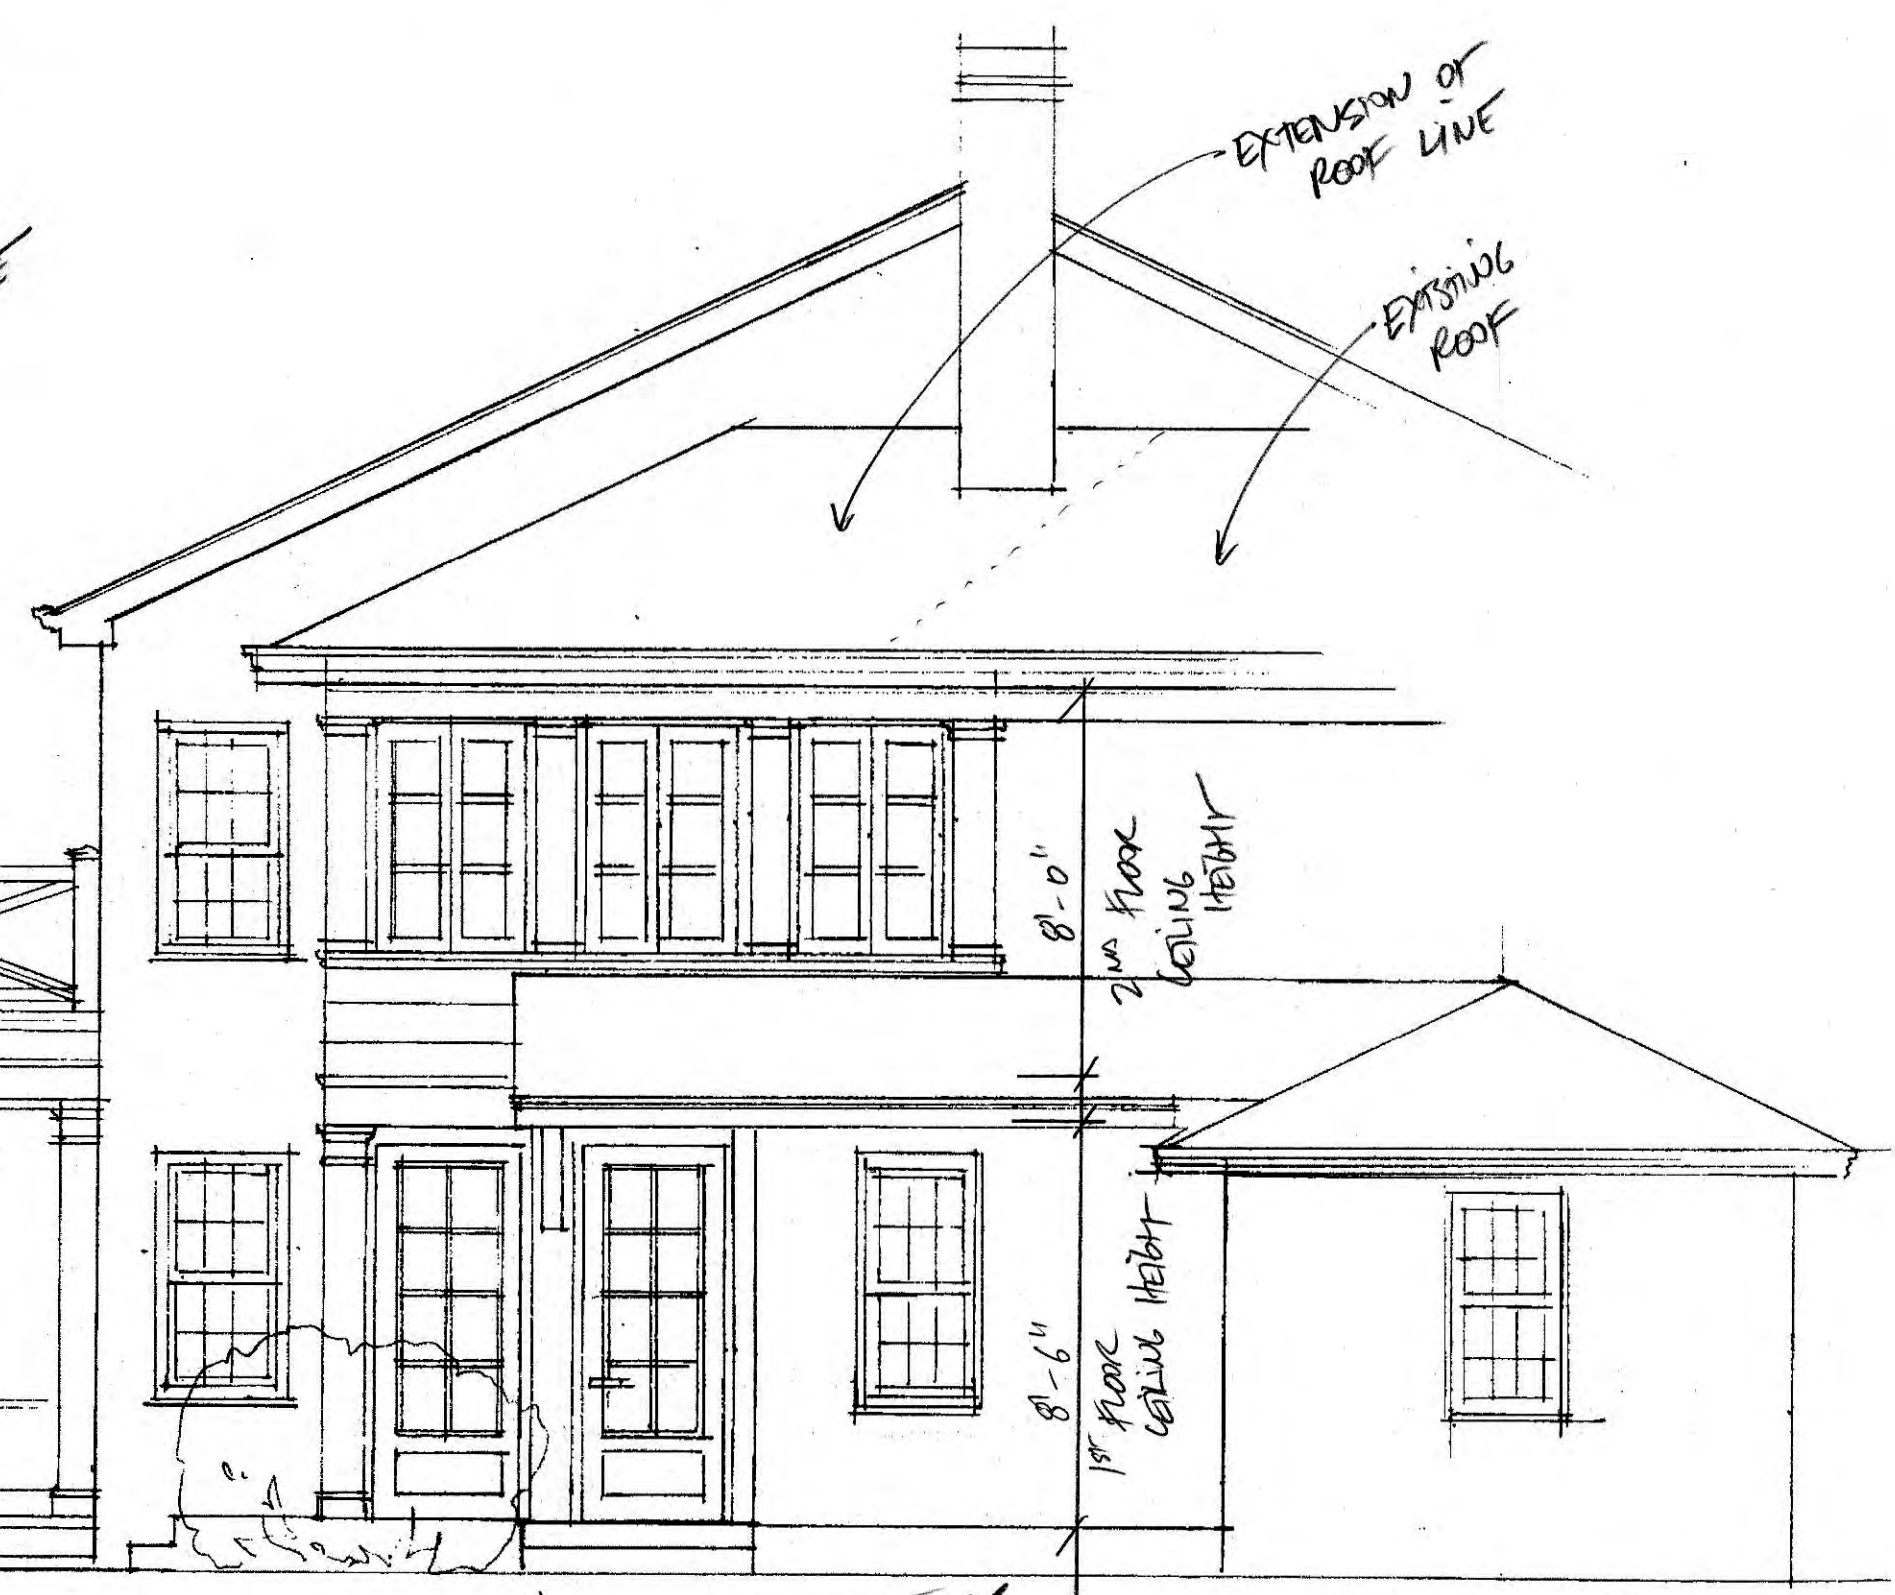 EXTENSION OF
ROOF LINE
EXISTING
ROOF
8'-0"
2ND FLOOR
CEILING
HEIGHT
8'-6"
1ST FLOOR
CEILING HEIGHT